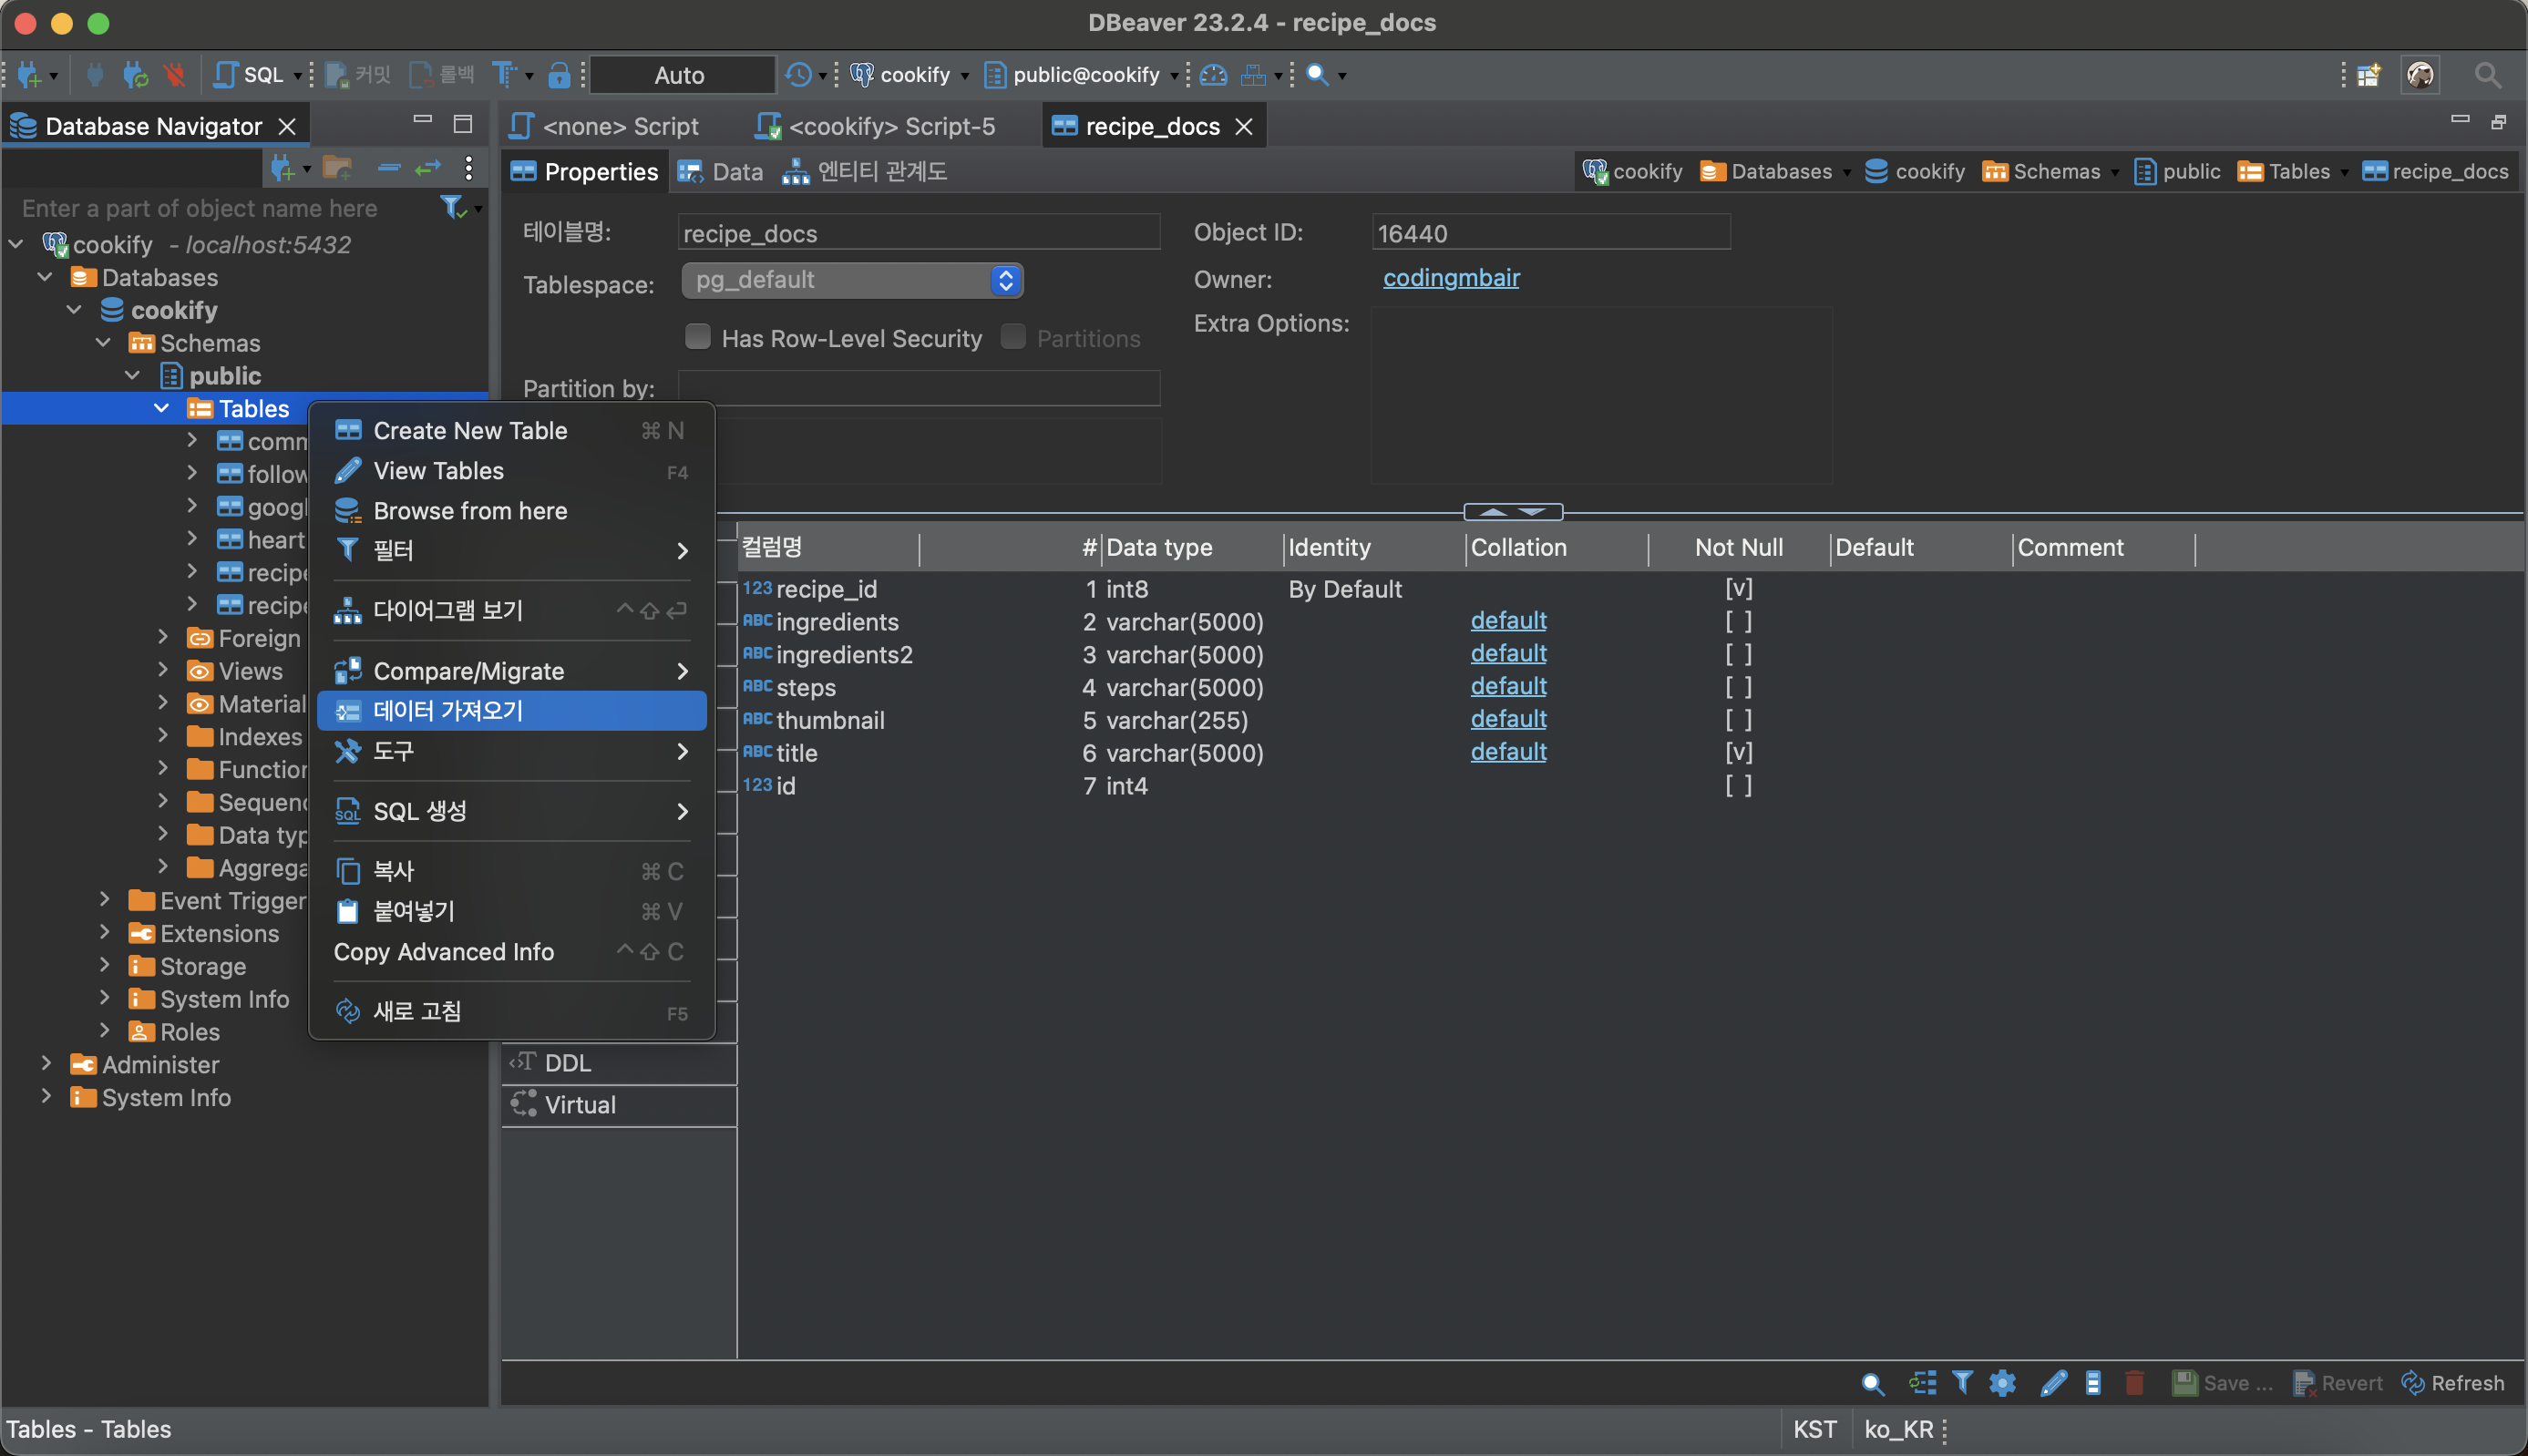 DBeaver 23.2.4 - recipe_docs
SQL 커밋 롤백 Auto cookify public@cookify
Database Navigator
<none> Script <cookify> Script-5 recipe_docs
Properties Data 엔티티 관계도
cookify Databases cookify Schemas public Tables recipe_docs
Enter a part of object name here
cookify - localhost:5432
Databases
cookify
Schemas
public
Tables
comm
follow
googl
heart
recipe
recipe
Foreign
Views
Material
Indexes
Function
Sequenc
Data typ
Aggrega
Event Trigger
Extensions
Storage
System Info
Roles
Administer
System Info
Create New Table ⌘ N
View Tables F4
Browse from here
필터
다이어그램 보기 ^⇧↩
Compare/Migrate
데이터 가져오기
도구
SQL 생성
복사 ⌘ C
붙여넣기 ⌘ V
Copy Advanced Info ^⇧ C
새로 고침 F5
테이블명: recipe_docs
Tablespace: pg_default
Has Row-Level Security Partitions
Partition by:
Object ID: 16440
Owner: codingmbair
Extra Options:
컬럼명 # Data type Identity Collation Not Null Default Comment
123 recipe_id 1 int8 By Default [v]
ABC ingredients 2 varchar(5000) default [ ]
ABC ingredients2 3 varchar(5000) default [ ]
ABC steps 4 varchar(5000) default [ ]
ABC thumbnail 5 varchar(255) default [ ]
ABC title 6 varchar(5000) default [v]
123 id 7 int4 [ ]
DDL
Virtual
Save ... Revert Refresh
Tables - Tables
KST ko_KR